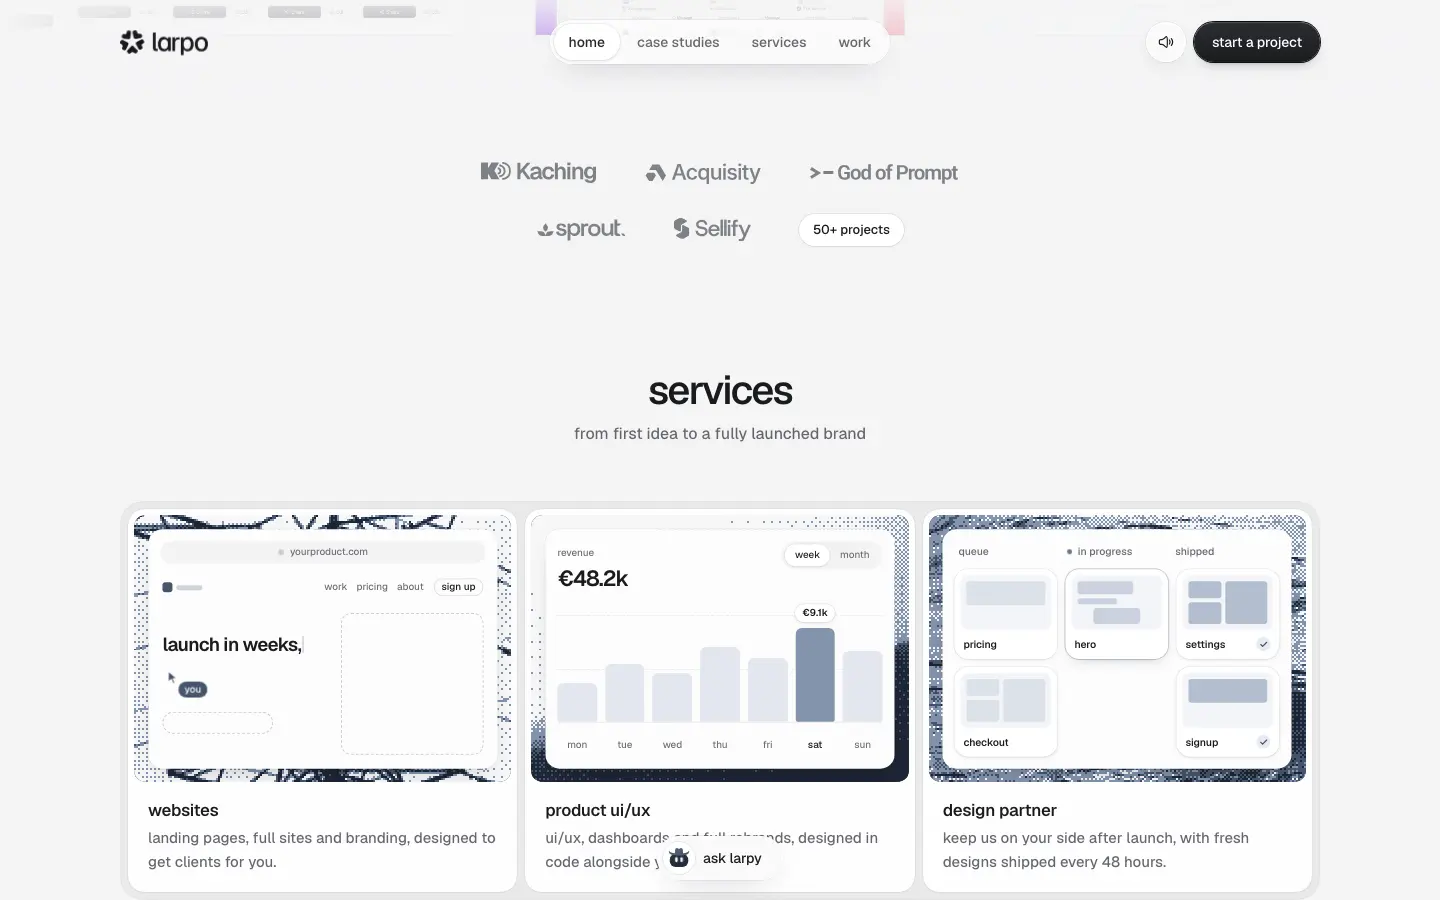 larpo
home
case studies
services
work
start a project
Kaching
Acquisity
God of Prompt
sprout.
Sellify
50+ projects
services
from first idea to a fully launched brand
yourproduct.com
work pricing about sign up
launch in weeks,
you
websites
landing pages, full sites and branding, designed to
get clients for you.
revenue
€48.2k
week month
€9.1k
mon tue wed thu fri sat sun
product ui/ux
ui/ux, dashboards and full rebrands, designed in
code alongside
queue
in progress
shipped
pricing
hero
settings
checkout
signup
design partner
keep us on your side after launch, with fresh
designs shipped every 48 hours.
ask larpy